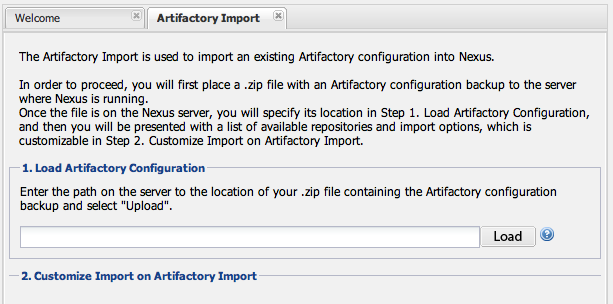 Welcome
Artifactory Import
The Artifactory Import is used to import an existing Artifactory configuration into Nexus.
In order to proceed, you will first place a .zip file with an Artifactory configuration backup to the server
where Nexus is running.
Once the file is on the Nexus server, you will specify its location in Step 1. Load Artifactory Configuration,
and then you will be presented with a list of available repositories and import options, which is
customizable in Step 2. Customize Import on Artifactory Import.
1. Load Artifactory Configuration
Enter the path on the server to the location of your .zip file containing the Artifactory configuration
backup and select "Upload".
Load
2. Customize Import on Artifactory Import